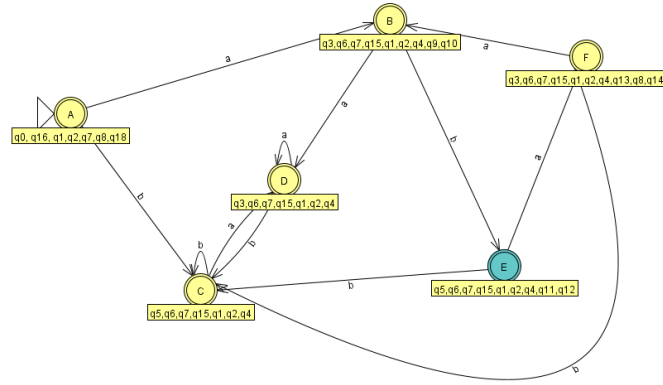 B
q3,q6,q7,q15,q1,q2,q4,q9,q10
a
a
F
q3,q6,q7,q15,q1,q2,q4,q13,q8,q14
A
q0, q16, q1,q2,q7,q8,q18
a
b
a
a
b
D
q3,q6,q7,q15,q1,q2,q4
a
b
b
C
q5,q6,q7,q15,q1,q2,q4
E
q5,q6,q7,q15,q1,q2,q4,q11,q12
b
b